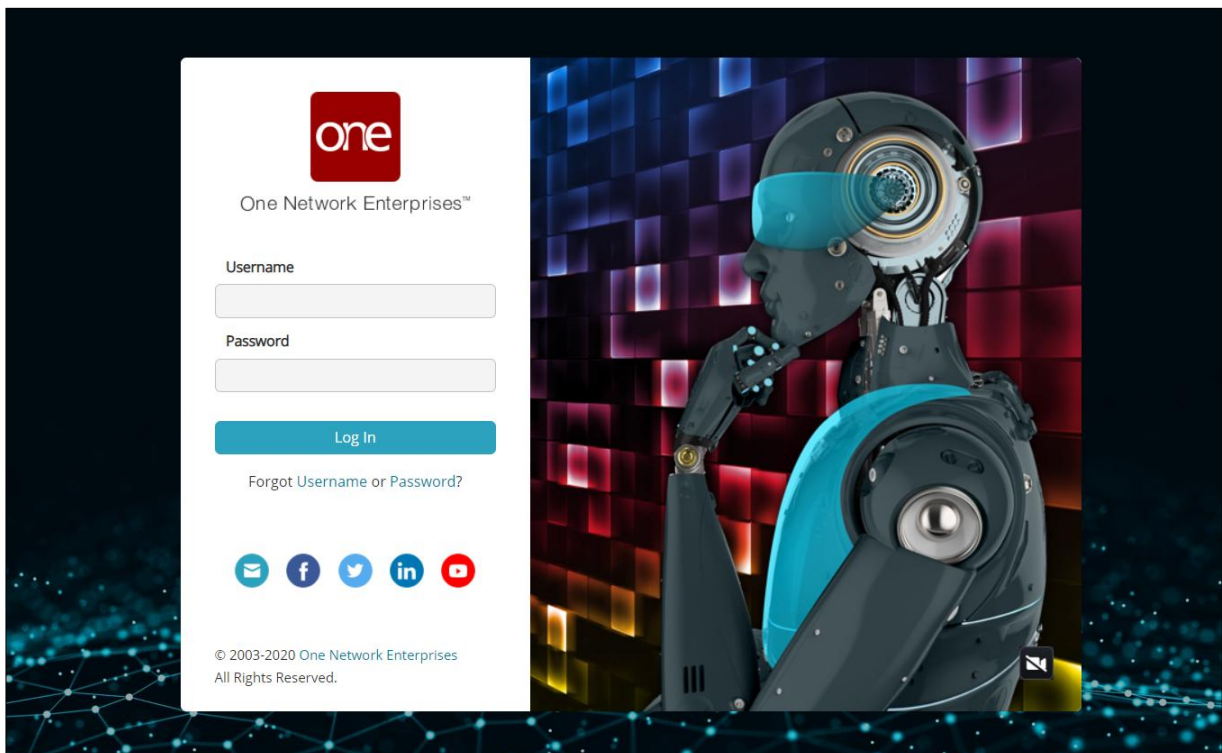 one
One Network Enterprises™
Username
Password
Log In
Forgot Username or Password?
© 2003-2020 One Network Enterprises
All Rights Reserved.